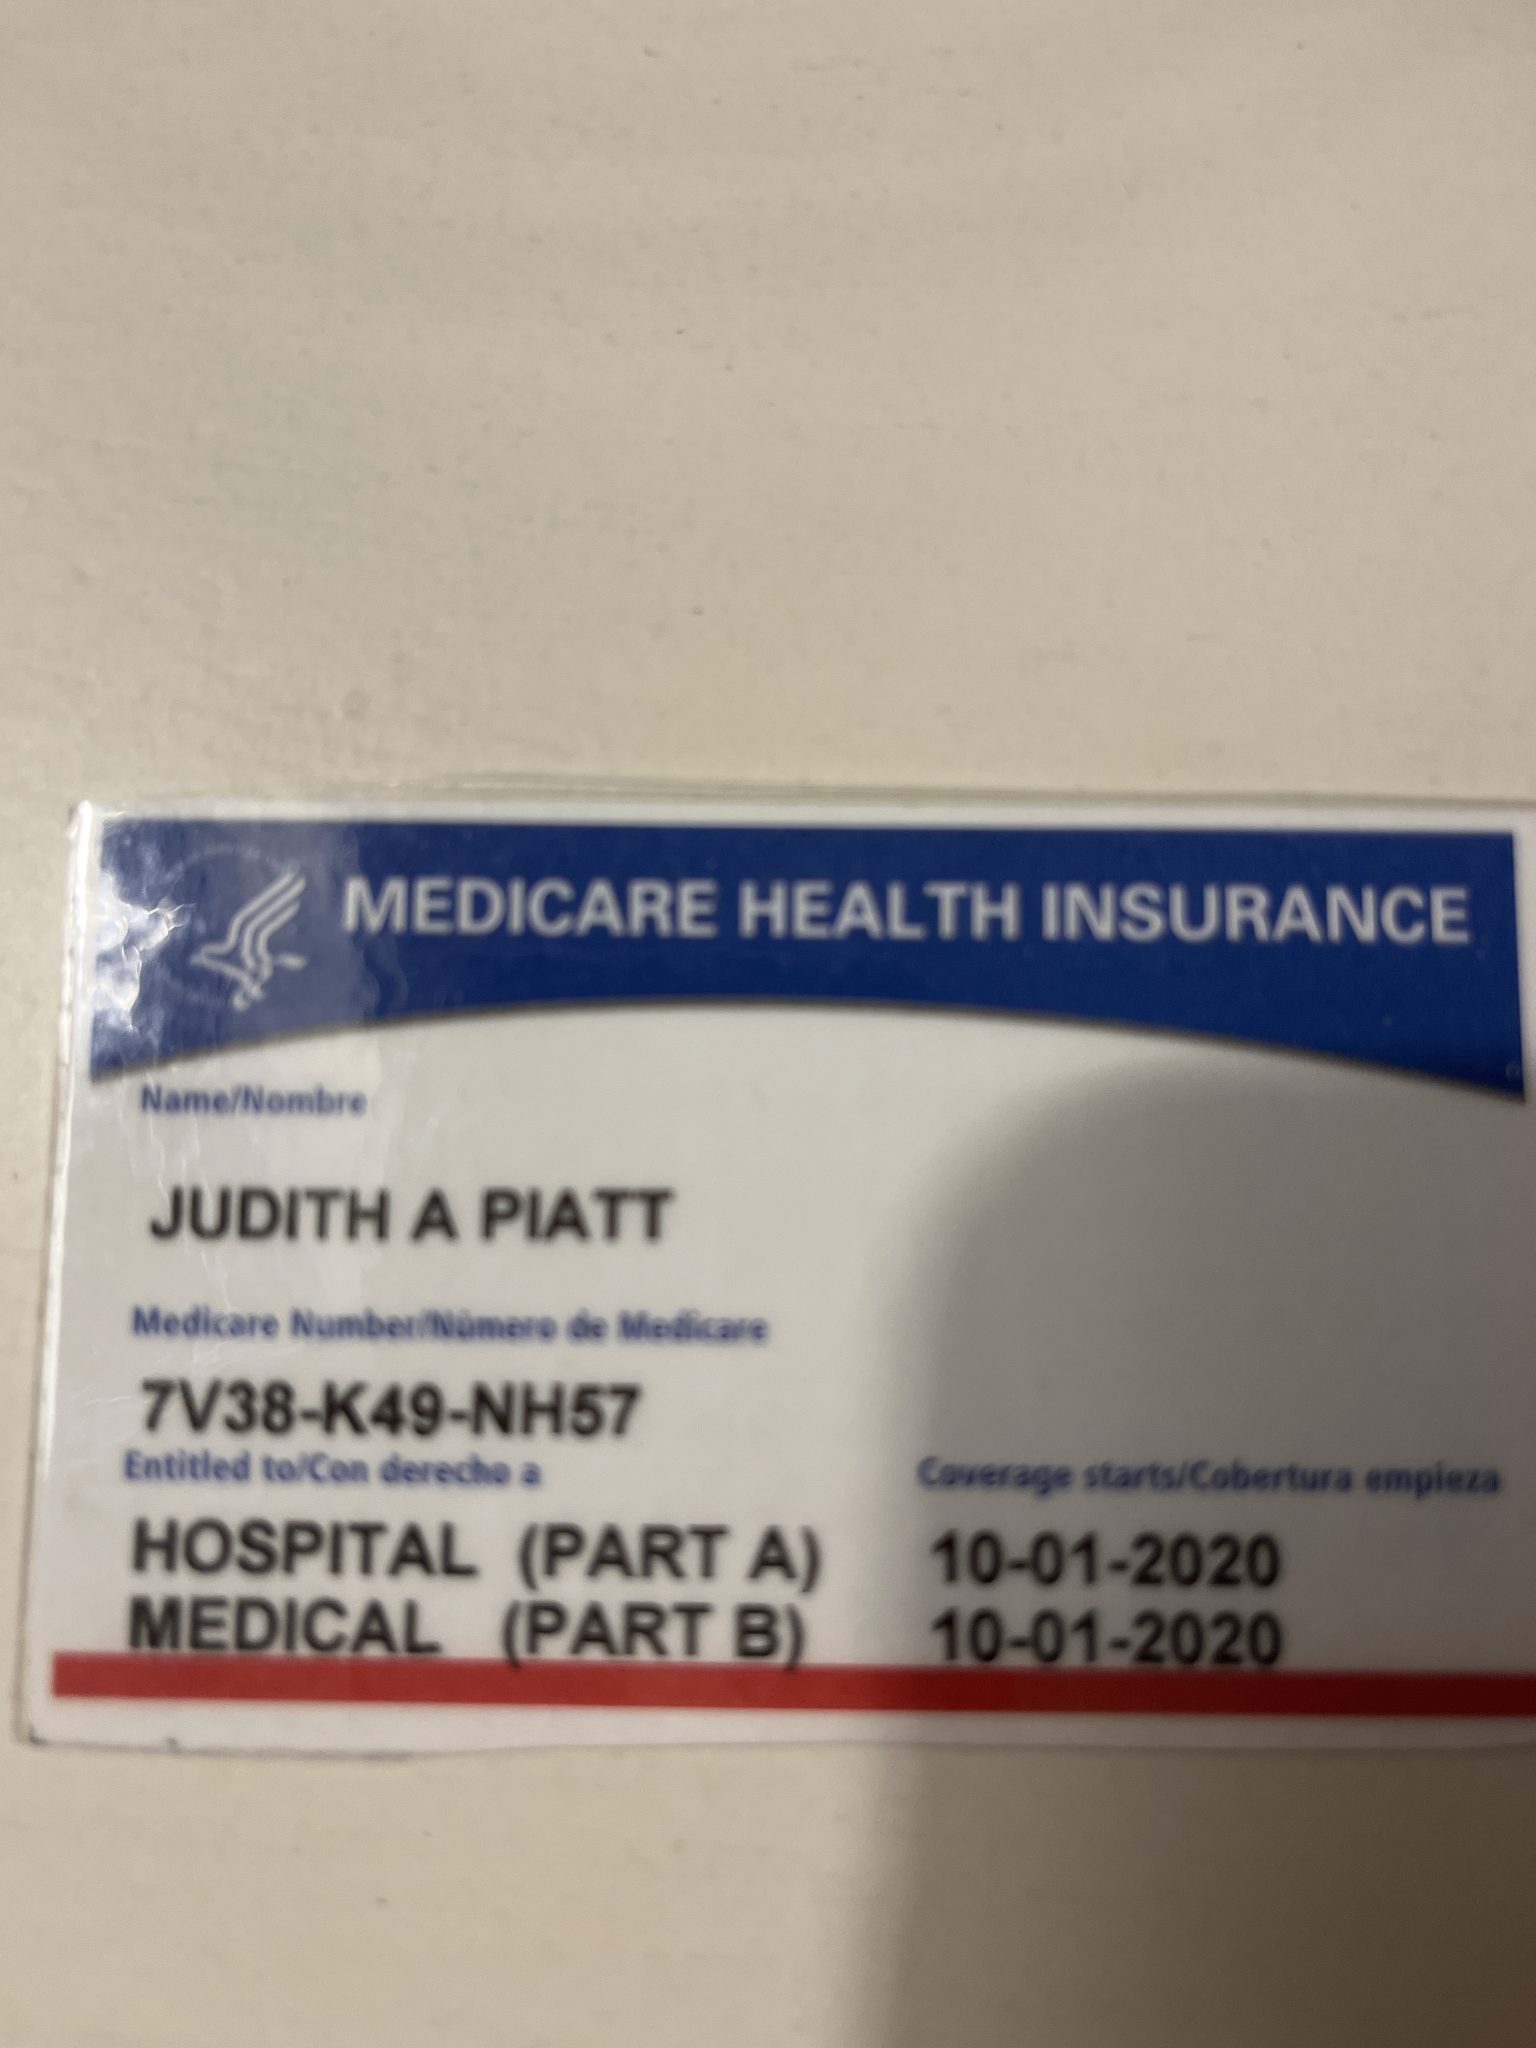 MEDICARE HEALTH INSURANCE
Name/Nombre
JUDITH A PIATT
Medicare Number/Número de Medicare
7V38-K49-NH57
Entitled to/Con derecho a
Coverage starts/Cobertura empieza
HOSPITAL (PART A) 10-01-2020
MEDICAL (PART B) 10-01-2020